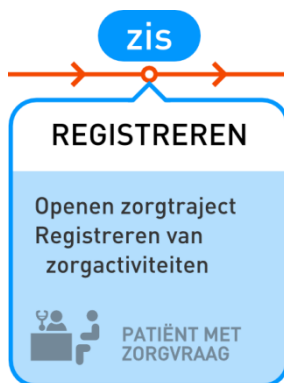 zis
REGISTREREN
Openen zorgtraject
Registreren van
zorgactiviteiten
PATIËNT MET
ZORGVRAAG